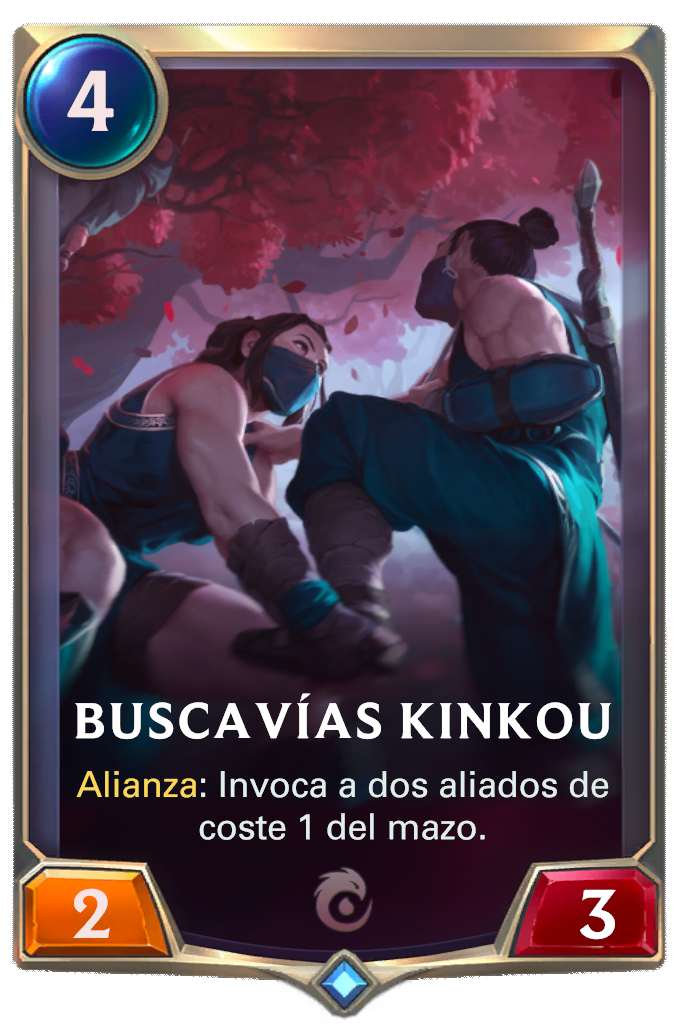 4
BUSCAVÍAS KINKOU
Alianza: Invoca a dos aliados de
coste 1 del mazo.
2
3